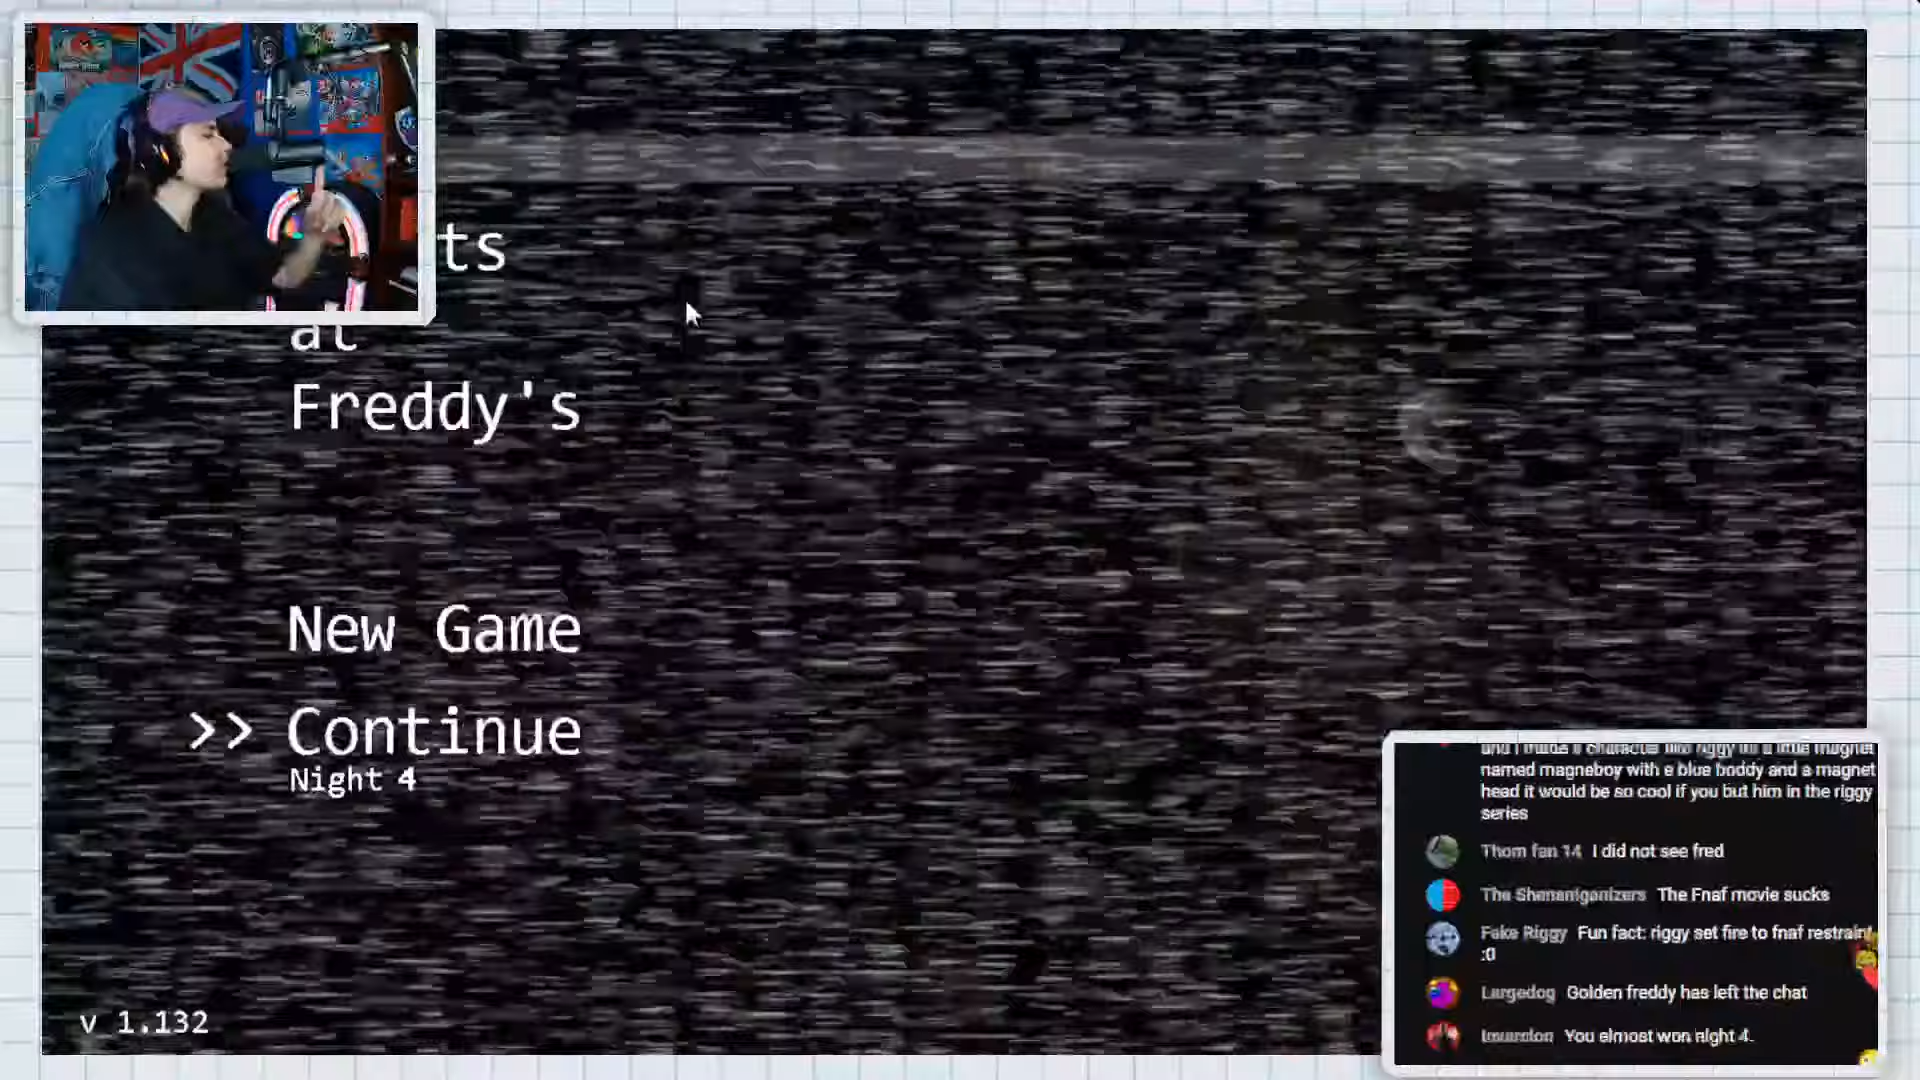 ts
at
Freddy's
New Game
>> Continue
Night 4
v 1.132
named magneboy with e blue boddy and a magnet
head it would be so cool if you but him in the riggy
series
Thom fan 14 I did not see fred
The Shenaniganizers The Fnaf movie sucks
Fake Riggy Fun fact: riggy set fire to fnaf restraint
:0
Largedog Golden freddy has left the chat
You almost won night 4.